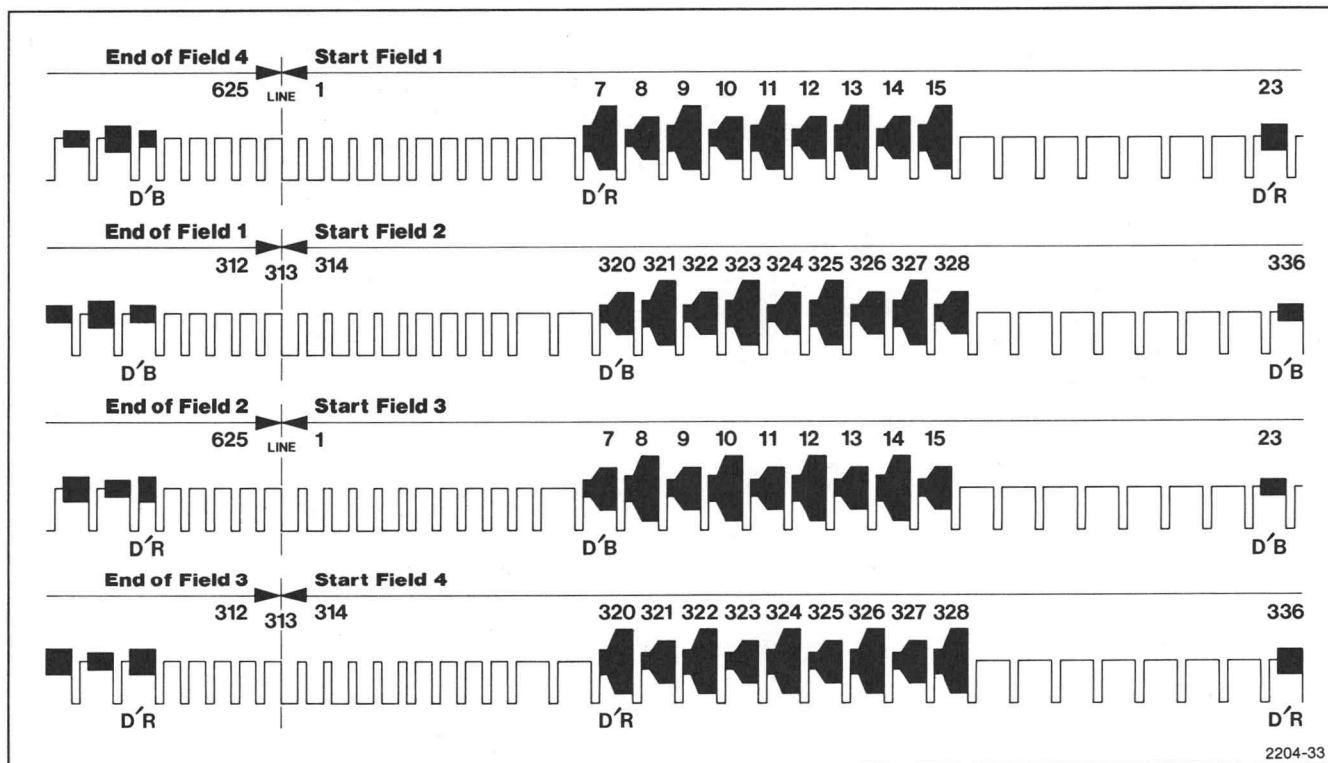 End of Field 4 Start Field 1
625 LINE 1 7 8 9 10 11 12 13 14 15 23
D'B D'R D'R
End of Field 1 Start Field 2
312 313 314 320 321 322 323 324 325 326 327 328 336
D'B D'B D'B
End of Field 2 Start Field 3
625 LINE 1 7 8 9 10 11 12 13 14 15 23
D'R D'B D'B
End of Field 3 Start Field 4
312 313 314 320 321 322 323 324 325 326 327 328 336
D'R D'R D'R
2204-33